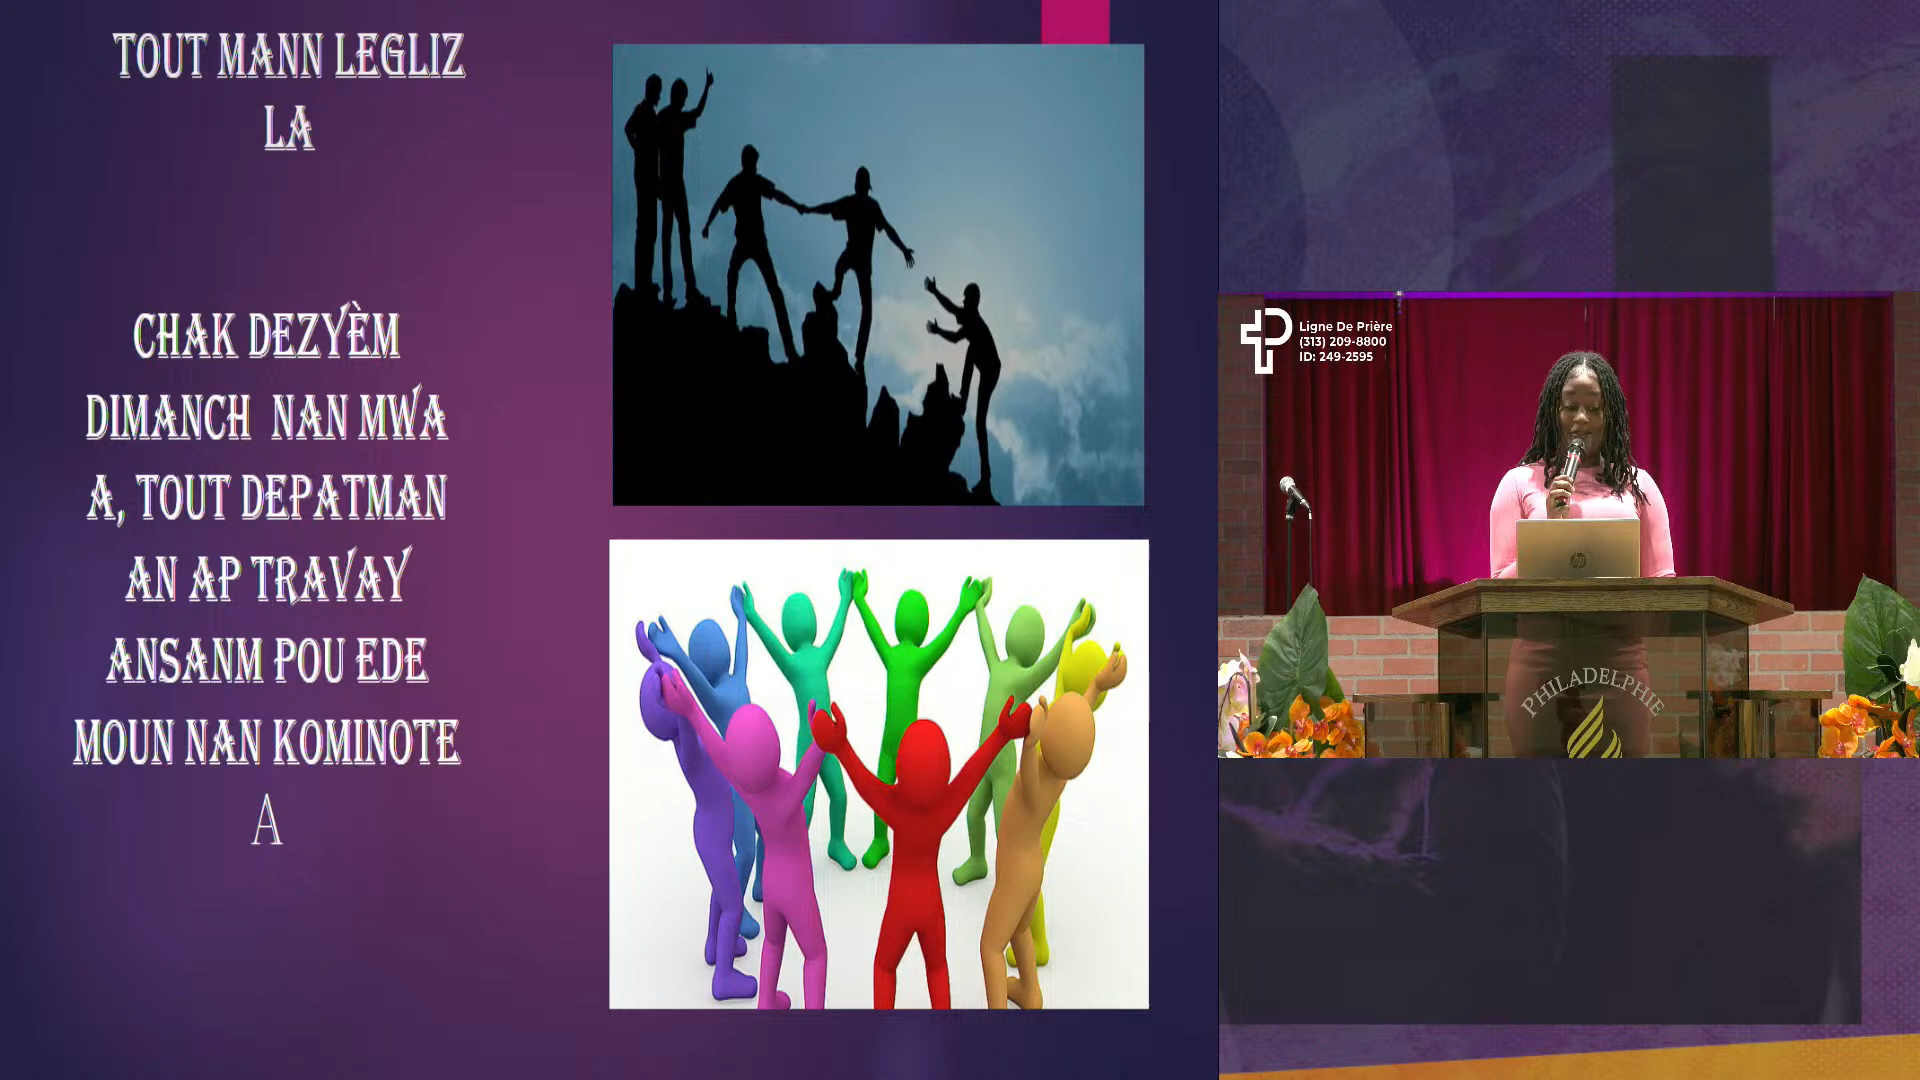 TOUT MANN LEGLIZ
LA
CHAK DEZYÈM
DIMANCH NAN MWA
A, TOUT DEPATMAN
AN AP TRAVAY
ANSANM POU EDE
MOUN NAN KOMINOTE
A
Ligne De Prière
(313) 209-8800
ID: 249-2595
hp
PHILADELPHIE